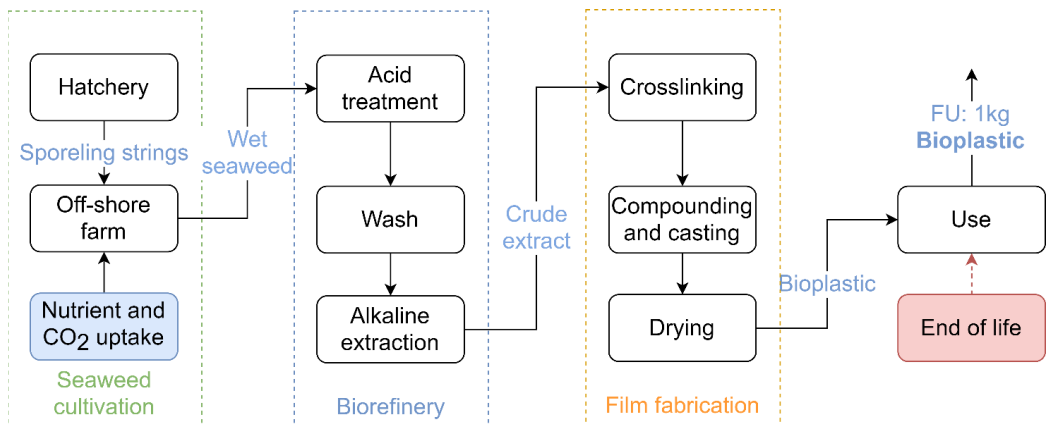 Hatchery
Sporeling strings
Off-shore
farm
Nutrient and
CO2 uptake
Seaweed
cultivation
Wet
seaweed
Acid
treatment
Wash
Alkaline
extraction
Biorefinery
Crude
extract
Crosslinking
Compounding
and casting
Drying
Film fabrication
Bioplastic
FU: 1kg
Bioplastic
Use
End of life